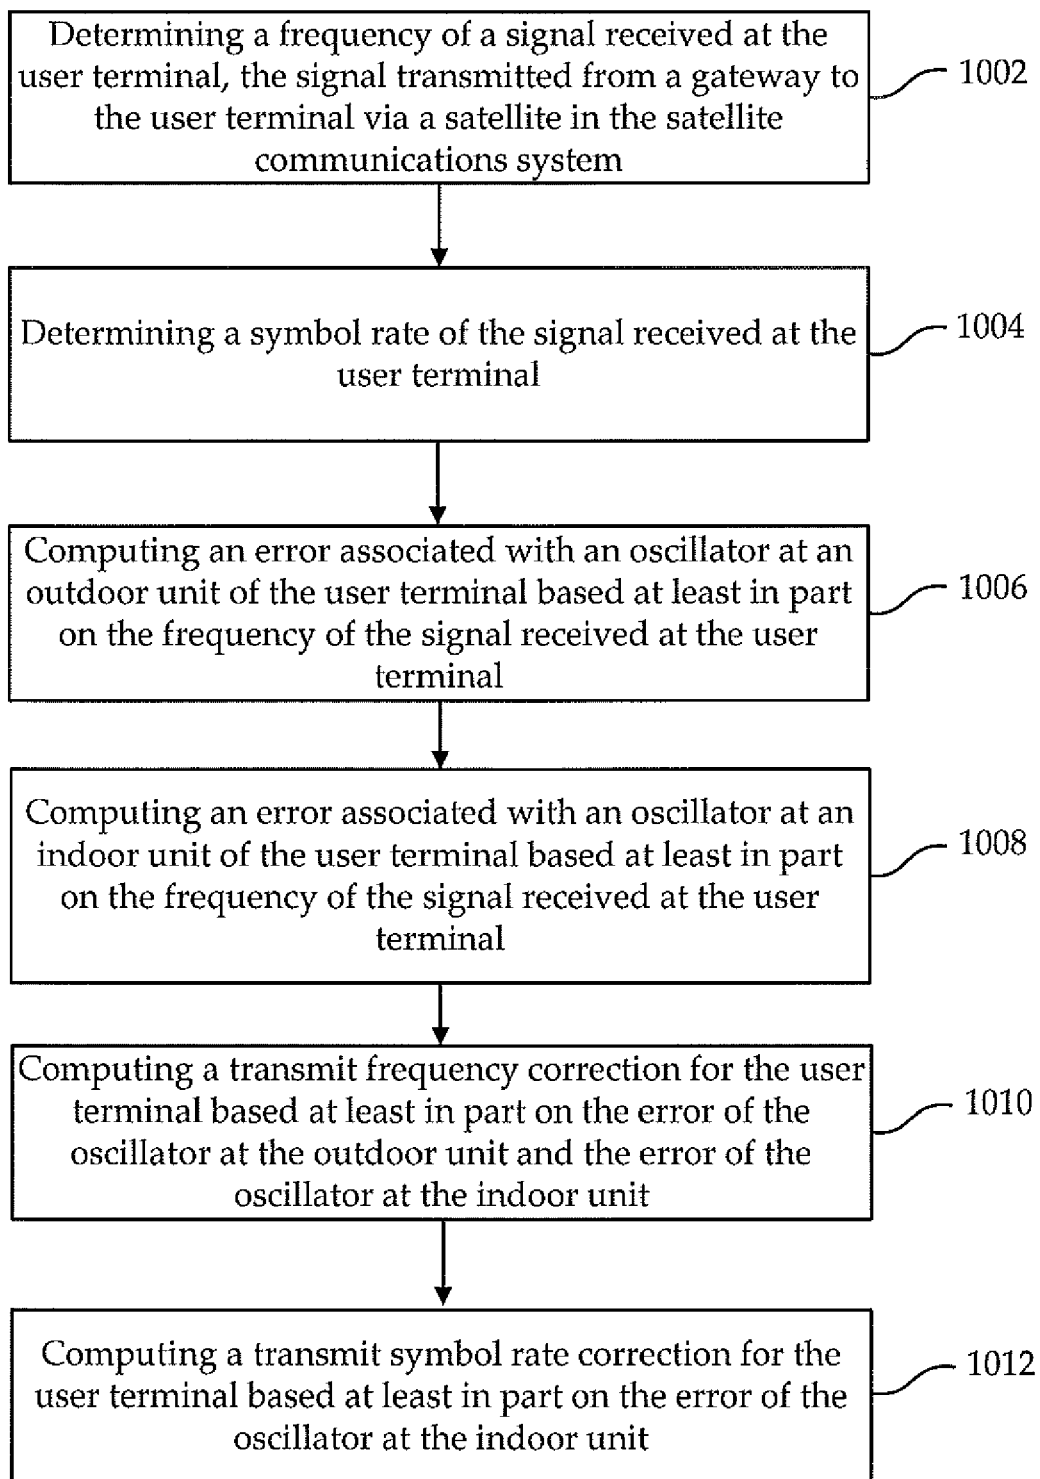 Determining a frequency of a signal received at the
user terminal, the signal transmitted from a gateway to
the user terminal via a satellite in the satellite
communications system
1002
Determining a symbol rate of the signal received at the
user terminal
1004
Computing an error associated with an oscillator at an
outdoor unit of the user terminal based at least in part
on the frequency of the signal received at the user
terminal
1006
Computing an error associated with an oscillator at an
indoor unit of the user terminal based at least in part
on the frequency of the signal received at the user
terminal
1008
Computing a transmit frequency correction for the user
terminal based at least in part on the error of the
oscillator at the outdoor unit and the error of the
oscillator at the indoor unit
1010
Computing a transmit symbol rate correction for the
user terminal based at least in part on the error of the
oscillator at the indoor unit
1012